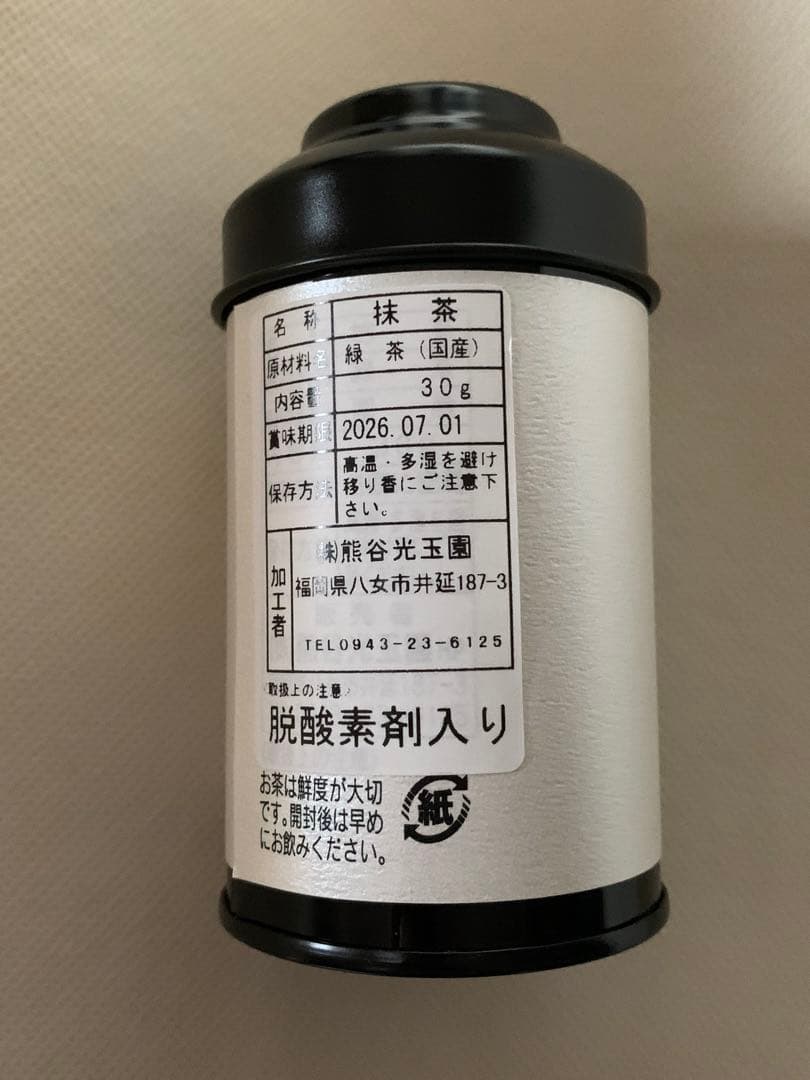 名称 抹茶
原材料名 緑茶(国産)
内容量 30g
賞味期限 2026.07.01
保存方法 高温・多湿を避け
移り香にご注意下
さい。
加工者
(株)熊谷光玉園
福岡県八女市井延187-3
TEL0943-23-6125
〈取扱上の注意〉
脱酸素剤入り
お茶は鮮度が大切
です。開封後は早め
にお飲みください。
紙